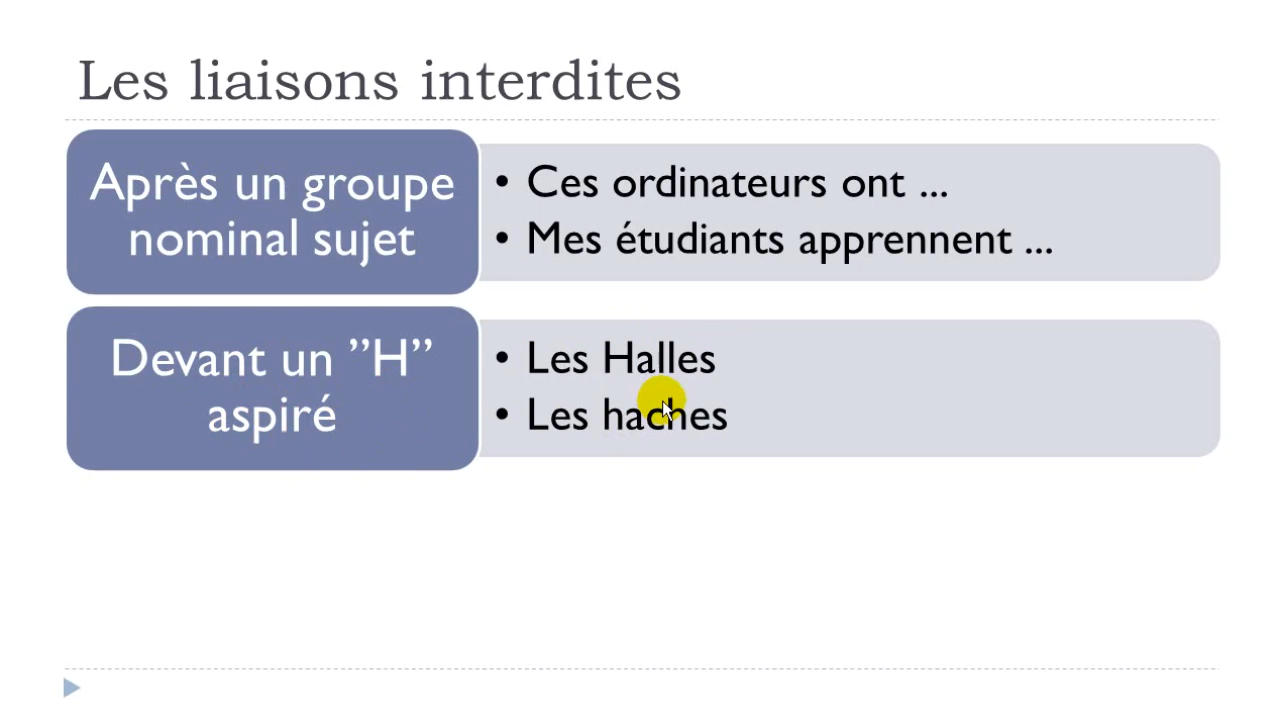 Les liaisons interdites
Après un groupe
nominal sujet
• Ces ordinateurs ont ...
• Mes étudiants apprennent ...
Devant un ”H”
aspiré
• Les Halles
• Les haches